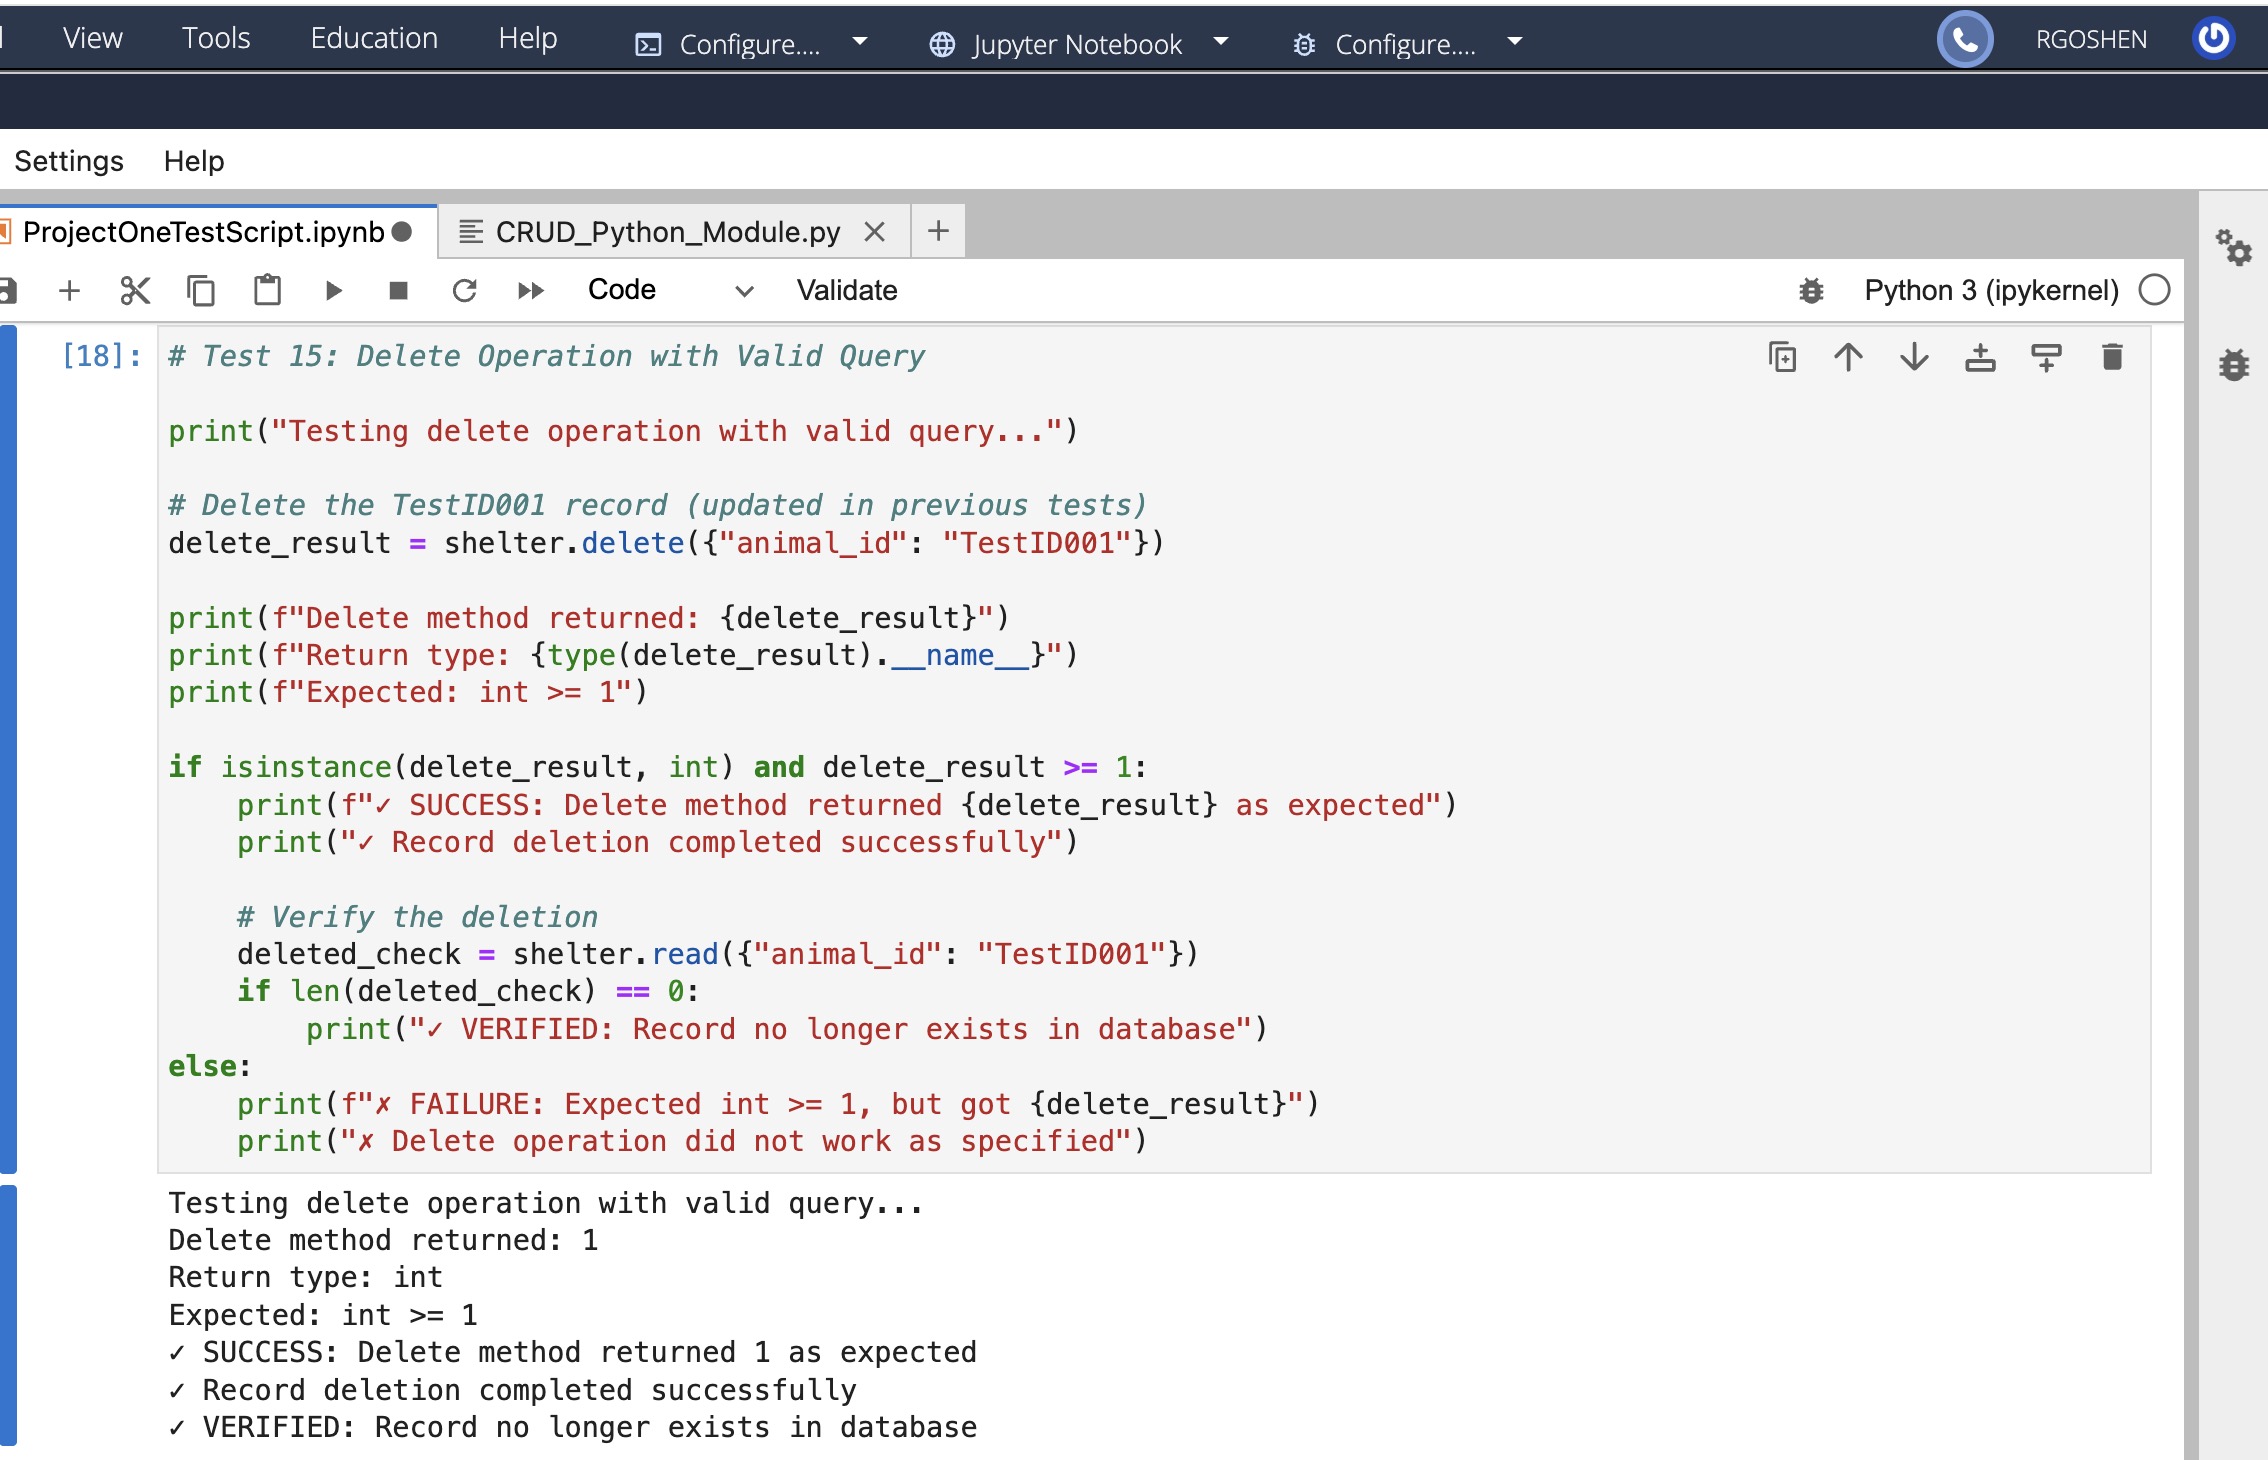 View Tools Education Help Configure.... Jupyter Notebook Configure.... RGOSHEN
Settings Help
ProjectOneTestScript.ipynb CRUD_Python_Module.py
Code Validate Python 3 (ipykernel)
[18]: # Test 15: Delete Operation with Valid Query
print("Testing delete operation with valid query...")
# Delete the TestID001 record (updated in previous tests)
delete_result = shelter.delete({"animal_id": "TestID001"})
print(f"Delete method returned: {delete_result}")
print(f"Return type: {type(delete_result).__name__}")
print(f"Expected: int >= 1")
if isinstance(delete_result, int) and delete_result >= 1:
    print(f"✓ SUCCESS: Delete method returned {delete_result} as expected")
    print("✓ Record deletion completed successfully")
    # Verify the deletion
    deleted_check = shelter.read({"animal_id": "TestID001"})
    if len(deleted_check) == 0:
        print("✓ VERIFIED: Record no longer exists in database")
else:
    print(f"✗ FAILURE: Expected int >= 1, but got {delete_result}")
    print("✗ Delete operation did not work as specified")
Testing delete operation with valid query...
Delete method returned: 1
Return type: int
Expected: int >= 1
✓ SUCCESS: Delete method returned 1 as expected
✓ Record deletion completed successfully
✓ VERIFIED: Record no longer exists in database